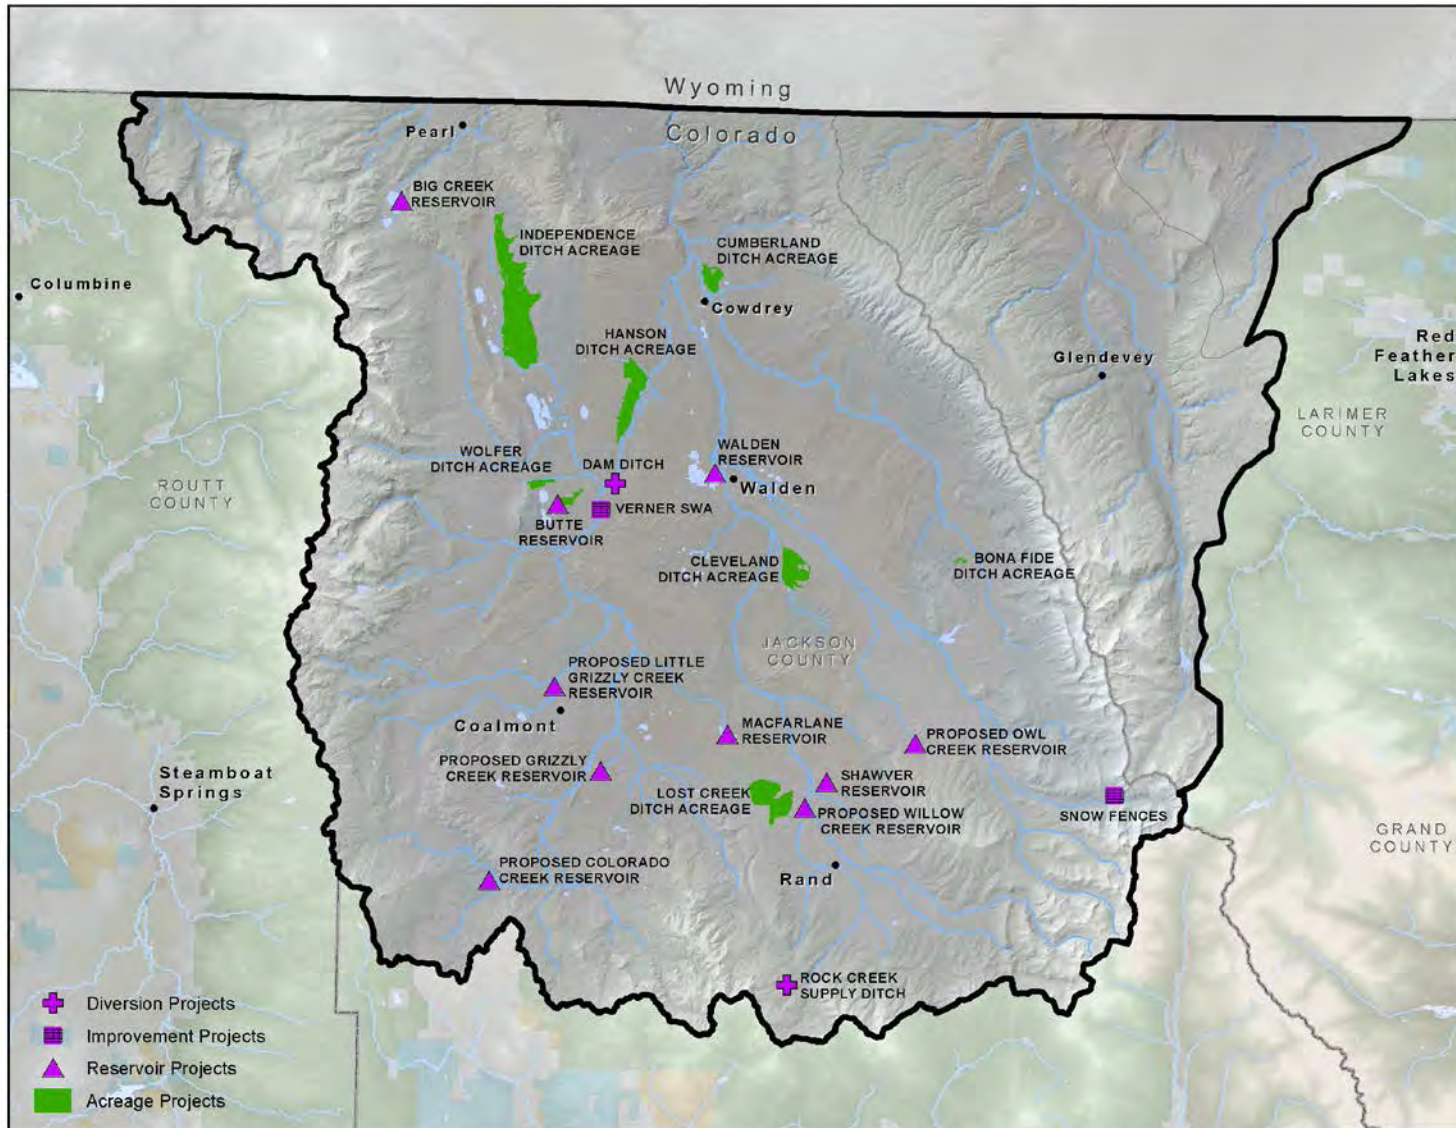 Wyoming
Colorado
Pearl
BIG CREEK
RESERVOIR
INDEPENDENCE
DITCH ACREAGE
CUMBERLAND
DITCH ACREAGE
Columbine
Cowdrey
HANSON
DITCH ACREAGE
Glendevey
Red
Feather
Lakes
LARIMER
COUNTY
WOLFER
DITCH ACREAGE
DAM DITCH
WALDEN
RESERVOIR
Walden
ROUTT
COUNTY
VERNER SWA
BUTTE
RESERVOIR
CLEVELAND
DITCH ACREAGE
BONA FIDE
DITCH ACREAGE
JACKSON
COUNTY
PROPOSED LITTLE
GRIZZLY CREEK
RESERVOIR
Coalmont
MACFARLANE
RESERVOIR
PROPOSED OWL
CREEK RESERVOIR
PROPOSED GRIZZLY
CREEK RESERVOIR
Steamboat
Springs
SHAWVER
RESERVOIR
LOST CREEK
DITCH ACREAGE
PROPOSED WILLOW
CREEK RESERVOIR
SNOW FENCES
GRAND
COUNTY
PROPOSED COLORADO
CREEK RESERVOIR
Rand
ROCK CREEK
SUPPLY DITCH
Diversion Projects
Improvement Projects
Reservoir Projects
Acreage Projects